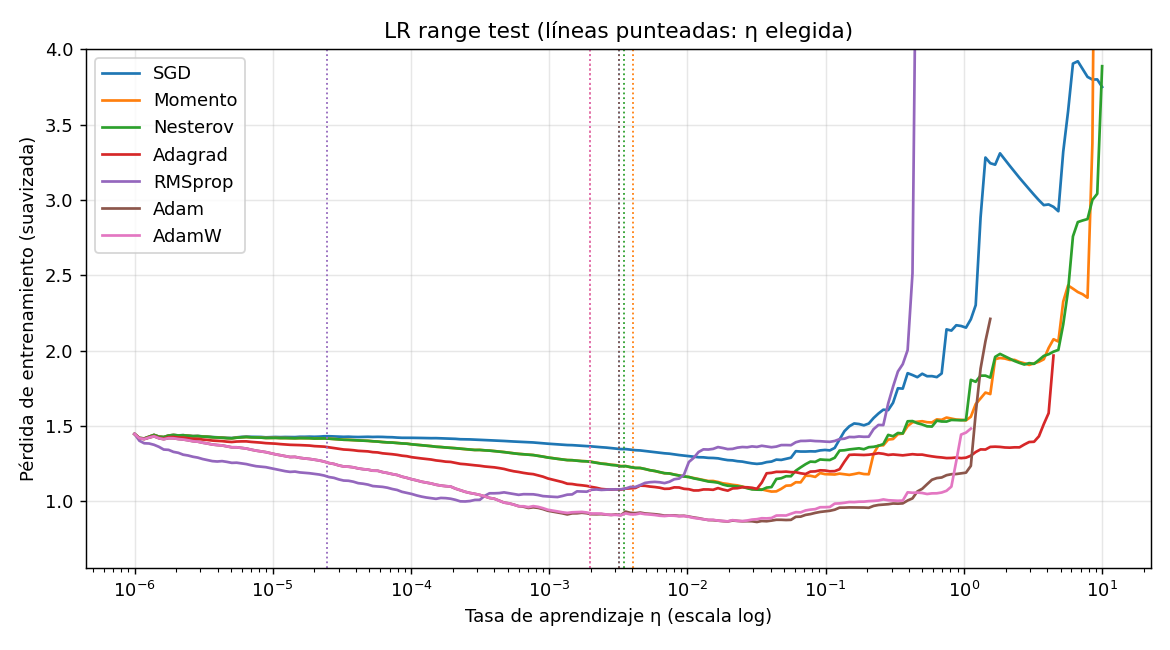 LR range test (líneas punteadas: η elegida)
Pérdida de entrenamiento (suavizada)
4.0
3.5
3.0
2.5
2.0
1.5
1.0
SGD
Momento
Nesterov
Adagrad
RMSprop
Adam
AdamW
10⁻⁶ 10⁻⁵ 10⁻⁴ 10⁻³ 10⁻² 10⁻¹ 10⁰ 10¹
Tasa de aprendizaje η (escala log)